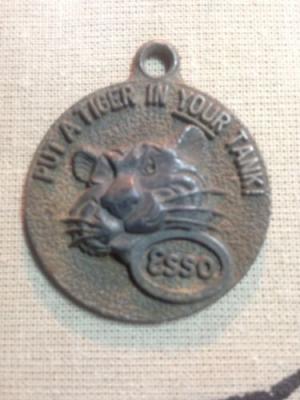 PUT A TIGER IN YOUR TANK!
ESSO